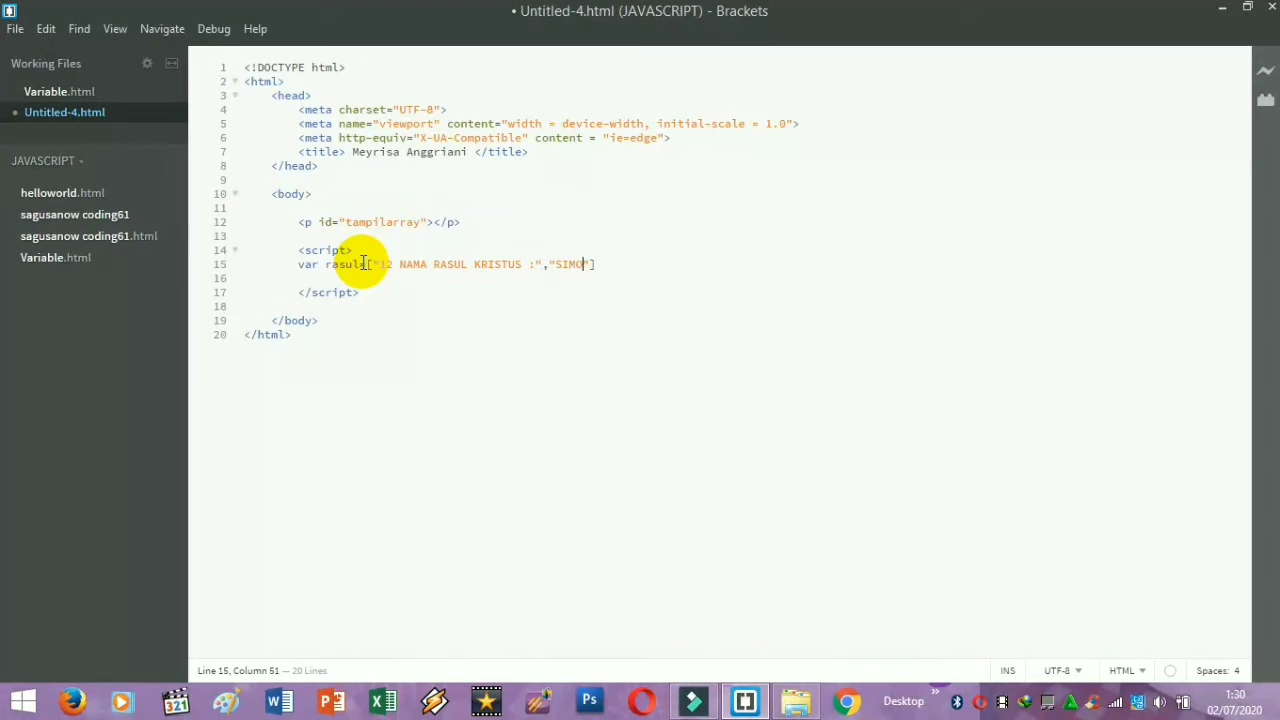 • Untitled-4.html (JAVASCRIPT) - Brackets
File Edit Find View Navigate Debug Help
Working Files
Variable.html
• Untitled-4.html
JAVASCRIPT
helloworld.html
sagusanow coding61
sagusanow coding61.html
Variable.html
1 <!DOCTYPE html>
2 <html>
3 <head>
4 <meta charset="UTF-8">
5 <meta name="viewport" content="width = device-width, initial-scale = 1.0">
6 <meta http-equiv="X-UA-Compatible" content = "ie=edge">
7 <title> Meyrisa Anggriani </title>
8 </head>
9
10 <body>
11
12 <p id="tampilarray"></p>
13
14 <script>
15 var rasul=["12 NAMA RASUL KRISTUS :","SIMO"]
16
17 </script>
18
19 </body>
20 </html>
Line 15, Column 51 — 20 Lines
INS UTF-8 HTML Spaces: 4
321 Ps Desktop » 1:30
02/07/2020